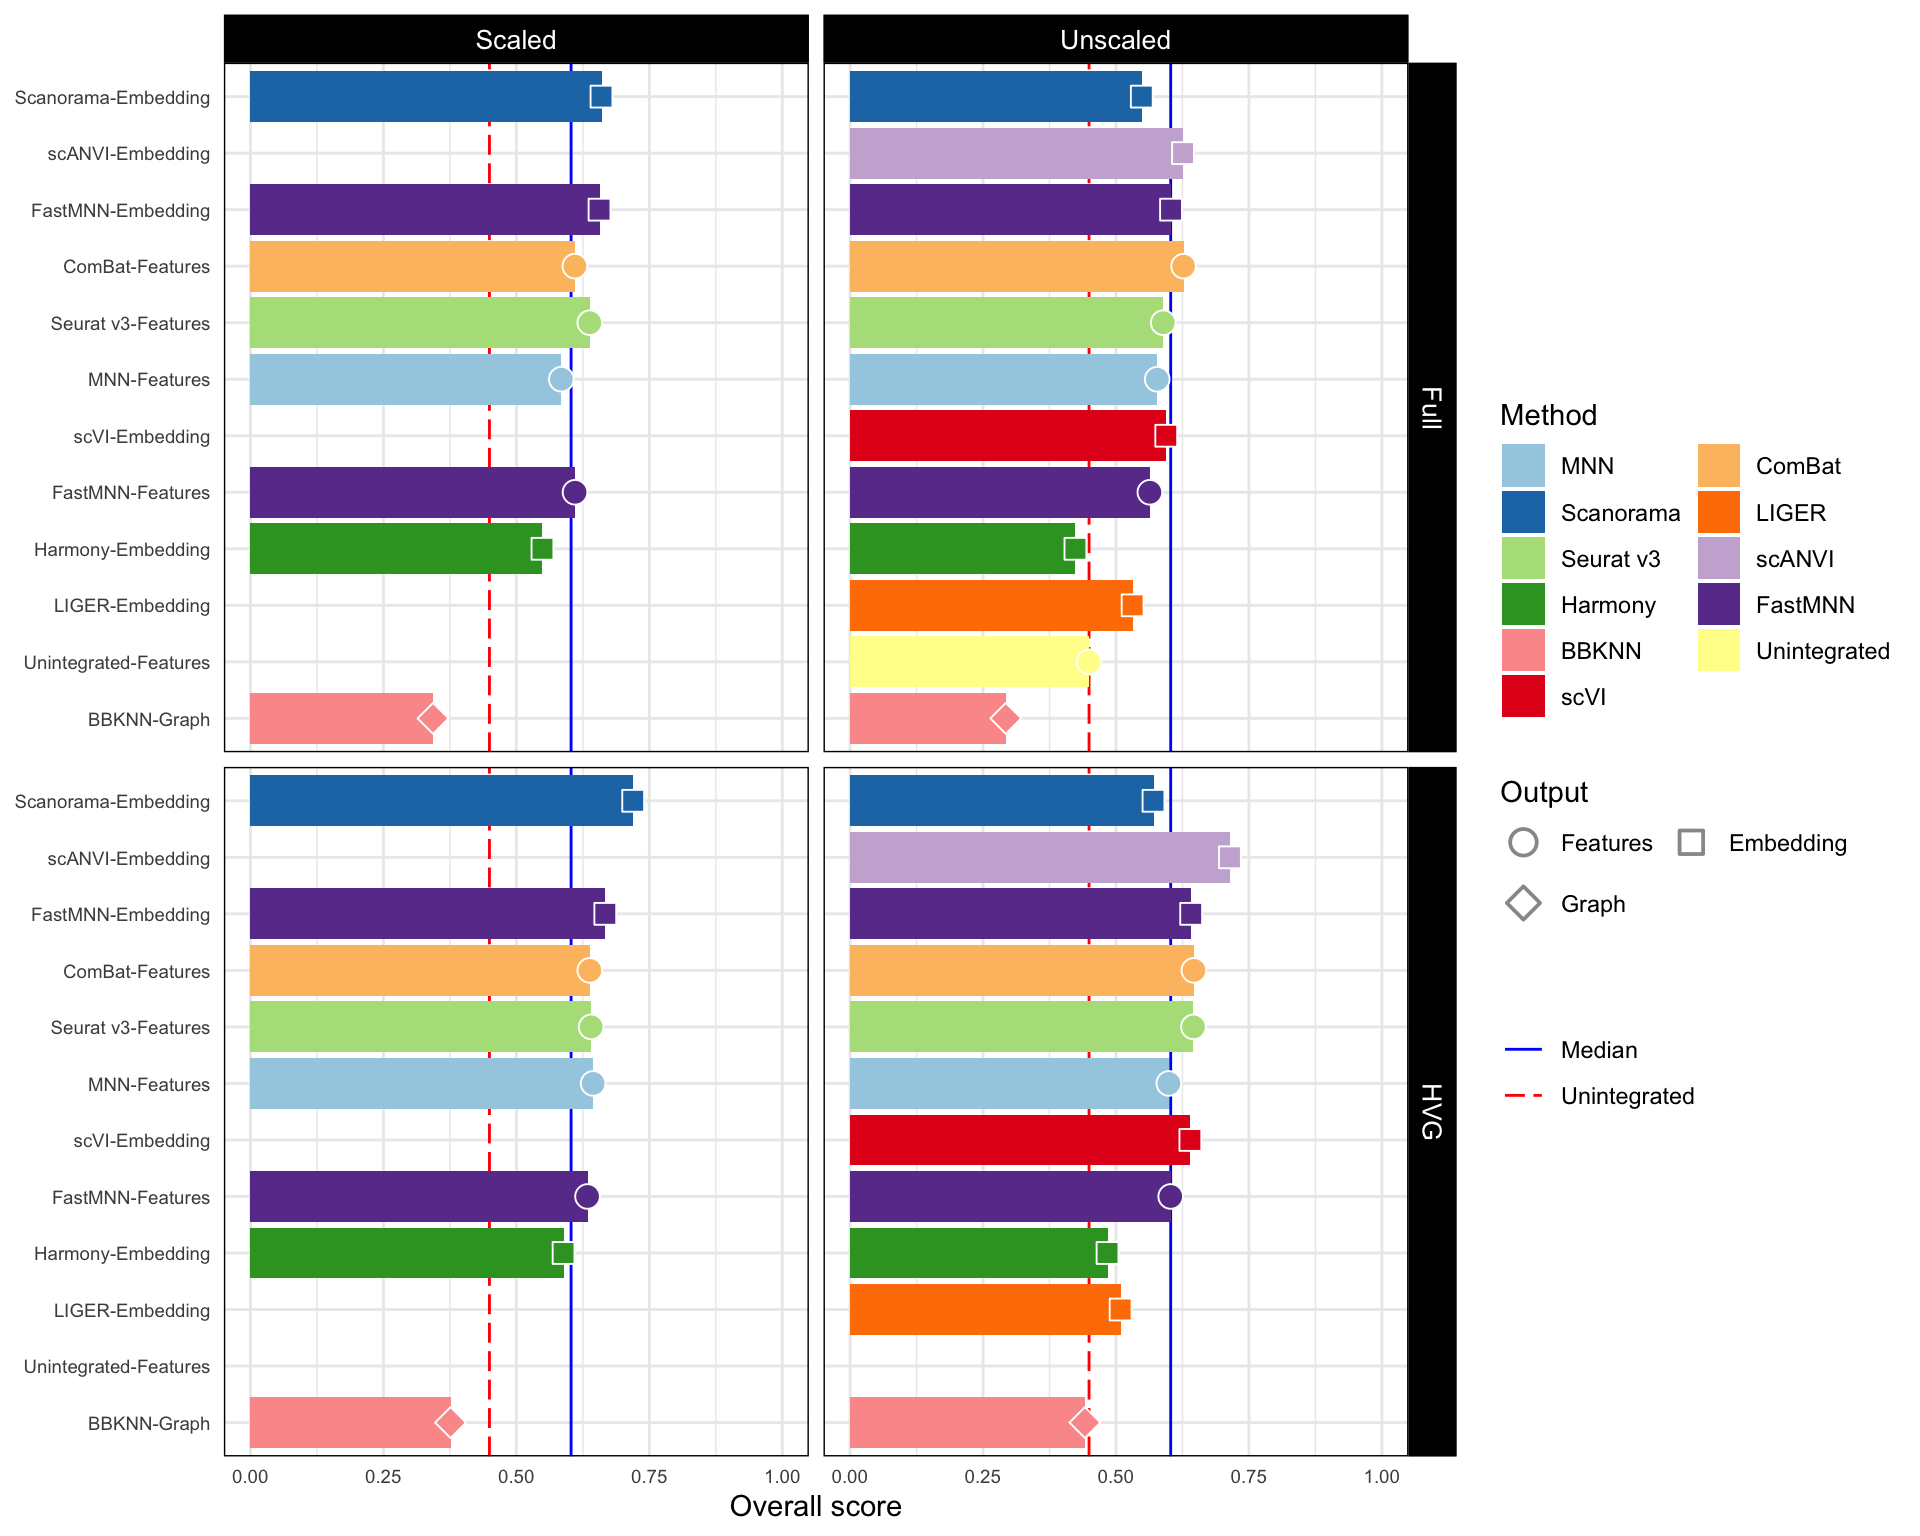 Scaled
Unscaled
Scanorama-Embedding
scANVI-Embedding
FastMNN-Embedding
ComBat-Features
Seurat v3-Features
MNN-Features
scVI-Embedding
FastMNN-Features
Harmony-Embedding
LIGER-Embedding
Unintegrated-Features
BBKNN-Graph
Full
Scanorama-Embedding
scANVI-Embedding
FastMNN-Embedding
ComBat-Features
Seurat v3-Features
MNN-Features
scVI-Embedding
FastMNN-Features
Harmony-Embedding
LIGER-Embedding
Unintegrated-Features
BBKNN-Graph
HVG
0.00 0.25 0.50 0.75 1.00
0.00 0.25 0.50 0.75 1.00
Overall score
Method
MNN ComBat
Scanorama LIGER
Seurat v3 scANVI
Harmony FastMNN
BBKNN Unintegrated
scVI
Output
Features Embedding
Graph
Median
Unintegrated